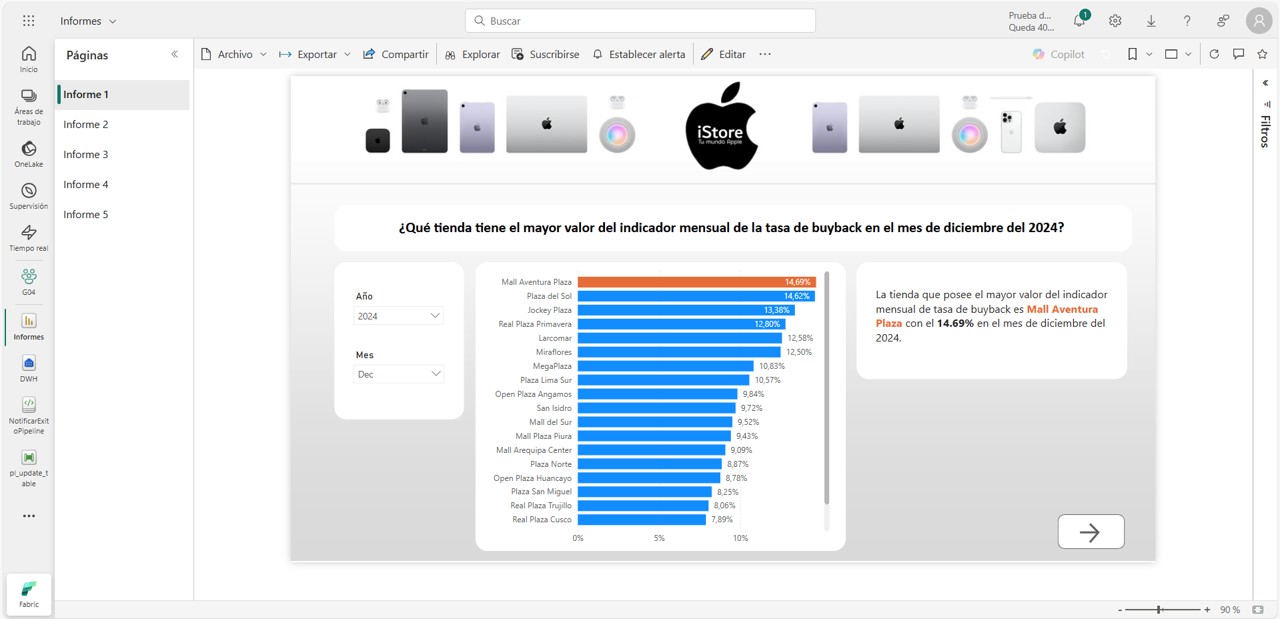 Informes
Buscar
Prueba d...
Queda 40...
1
Inicio
Áreas de
trabajo
OneLake
Supervisión
Tiempo real
G04
Informes
DWH
NotificarExit
oPipeline
pl_update_t
able
Fabric
Páginas
Informe 1
Informe 2
Informe 3
Informe 4
Informe 5
Archivo
Exportar
Compartir
Explorar
Suscribirse
Establecer alerta
Editar
Copilot
Filtros
iStore
Tu mundo Apple
¿Qué tienda tiene el mayor valor del indicador mensual de la tasa de buyback en el mes de diciembre del 2024?
Año
2024
Mes
Dec
Mall Aventura Plaza 14,69%
Plaza del Sol 14,62%
Jockey Plaza 13,38%
Real Plaza Primavera 12,80%
Larcomar 12,58%
Miraflores 12,50%
MegaPlaza 10,83%
Plaza Lima Sur 10,57%
Open Plaza Angamos 9,84%
San Isidro 9,72%
Mall del Sur 9,52%
Mall Plaza Piura 9,43%
Mall Arequipa Center 9,09%
Plaza Norte 8,87%
Open Plaza Huancayo 8,78%
Plaza San Miguel 8,25%
Real Plaza Trujillo 8,06%
Real Plaza Cusco 7,89%
0% 5% 10%
La tienda que posee el mayor valor del indicador
mensual de tasa de buyback es Mall Aventura
Plaza con el 14.69% en el mes de diciembre del
2024.
- + 90 %